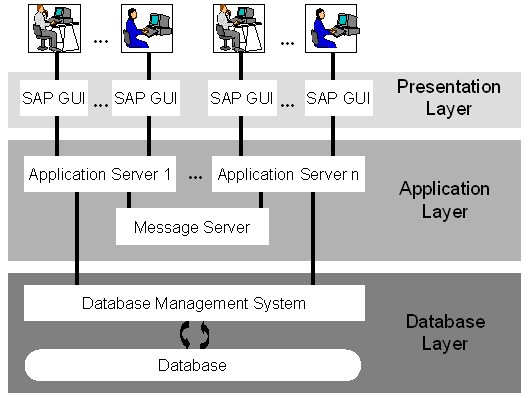 ... ...
SAP GUI ... SAP GUI SAP GUI ... SAP GUI
Presentation
Layer
Application Server 1 ... Application Server n
Message Server
Application
Layer
Database Management System
Database
Database
Layer